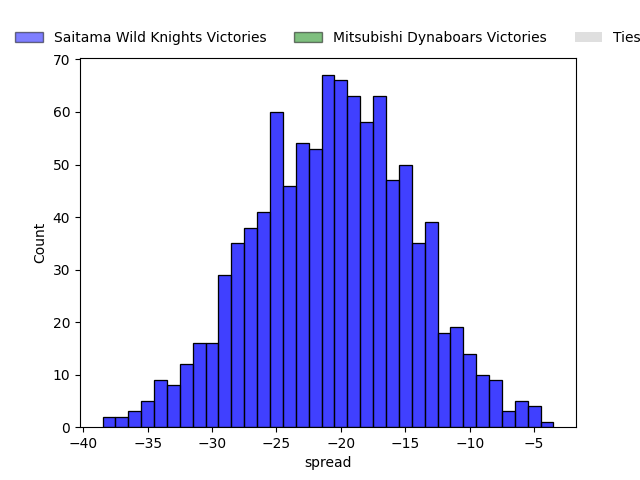 Saitama Wild Knights Victories Mitsubishi Dynaboars Victories Ties
70
60
50
40
30
20
10
0
Count
−40 −35 −30 −25 −20 −15 −10 −5
spread